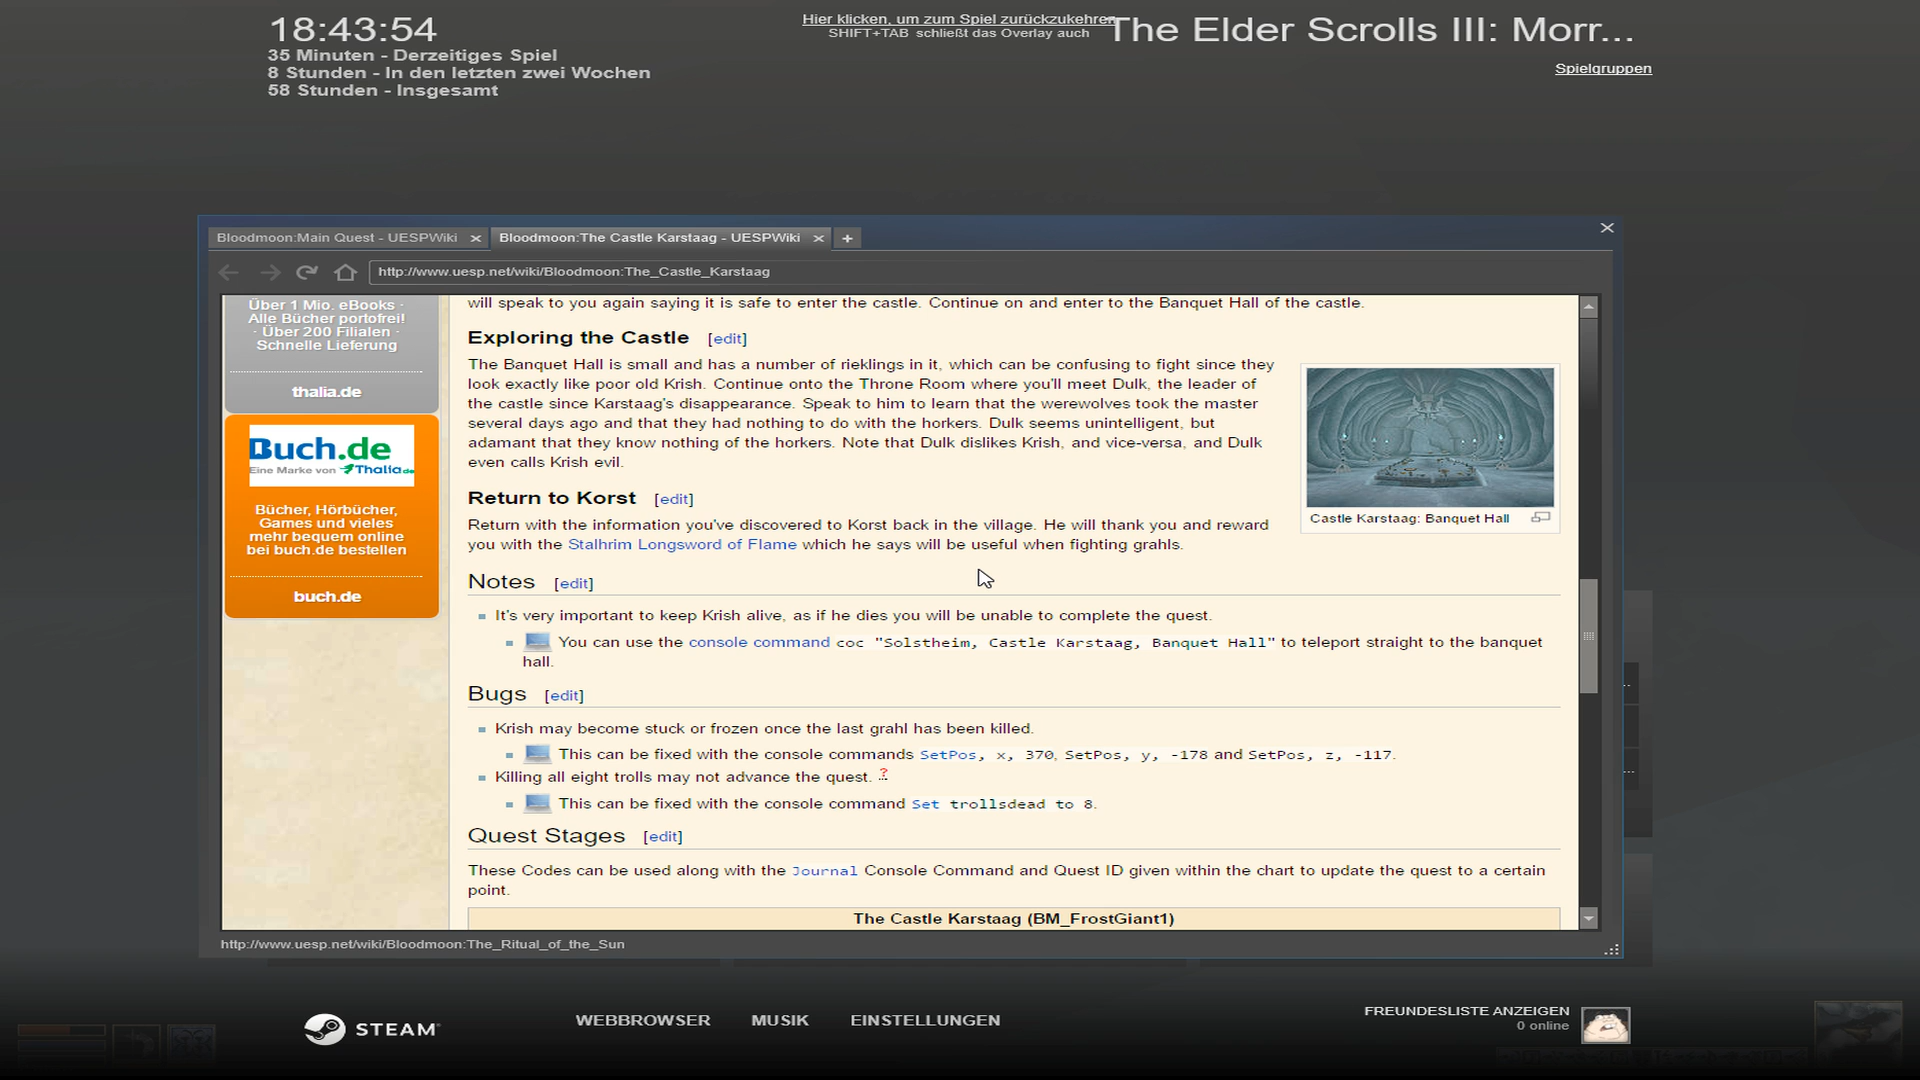 18:43:54
35 Minuten - Derzeitiges Spiel
8 Stunden - In den letzten zwei Wochen
58 Stunden - Insgesamt
Hier klicken, um zum Spiel zurückzukehren
SHIFT+TAB schließt das Overlay auch
The Elder Scrolls III: Morr...
Spielgruppen
Bloodmoon:Main Quest - UESPWiki
Bloodmoon:The Castle Karstaag - UESPWiki
http://www.uesp.net/wiki/Bloodmoon:The_Castle_Karstaag
Über 1 Mio. eBooks ·
Alle Bücher portofrei!
· Über 200 Filialen ·
Schnelle Lieferung
thalia.de
Buch.de
Eine Marke von Thalia.de
Bücher, Hörbücher,
Games und vieles
mehr bequem online
bei buch.de bestellen
buch.de
will speak to you again saying it is safe to enter the castle. Continue on and enter to the Banquet Hall of the castle.
Exploring the Castle [edit]
The Banquet Hall is small and has a number of rieklings in it, which can be confusing to fight since they
look exactly like poor old Krish. Continue onto the Throne Room where you'll meet Dulk, the leader of
the castle since Karstaag's disappearance. Speak to him to learn that the werewolves took the master
several days ago and that they had nothing to do with the horkers. Dulk seems unintelligent, but
adamant that they know nothing of the horkers. Note that Dulk dislikes Krish, and vice-versa, and Dulk
even calls Krish evil.
Castle Karstaag: Banquet Hall
Return to Korst [edit]
Return with the information you've discovered to Korst back in the village. He will thank you and reward
you with the Stalhrim Longsword of Flame which he says will be useful when fighting grahls.
Notes [edit]
It's very important to keep Krish alive, as if he dies you will be unable to complete the quest.
You can use the console command coc "Solstheim, Castle Karstaag, Banquet Hall" to teleport straight to the banquet
hall.
Bugs [edit]
Krish may become stuck or frozen once the last grahl has been killed.
This can be fixed with the console commands SetPos, x, 370, SetPos, y, -178 and SetPos, z, -117.
Killing all eight trolls may not advance the quest. ?
This can be fixed with the console command Set trollsdead to 8.
Quest Stages [edit]
These Codes can be used along with the Journal Console Command and Quest ID given within the chart to update the quest to a certain
point.
The Castle Karstaag (BM_FrostGiant1)
http://www.uesp.net/wiki/Bloodmoon:The_Ritual_of_the_Sun
STEAM
WEBBROWSER
MUSIK
EINSTELLUNGEN
FREUNDESLISTE ANZEIGEN
0 online